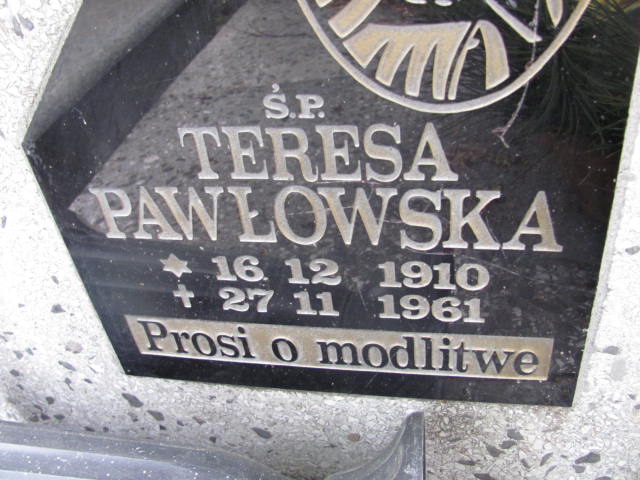 Ś.P.
TERESA
PAWŁOWSKA
★ 16. 12 1910
✝ 27 11 1961
Prosi o modlitwe